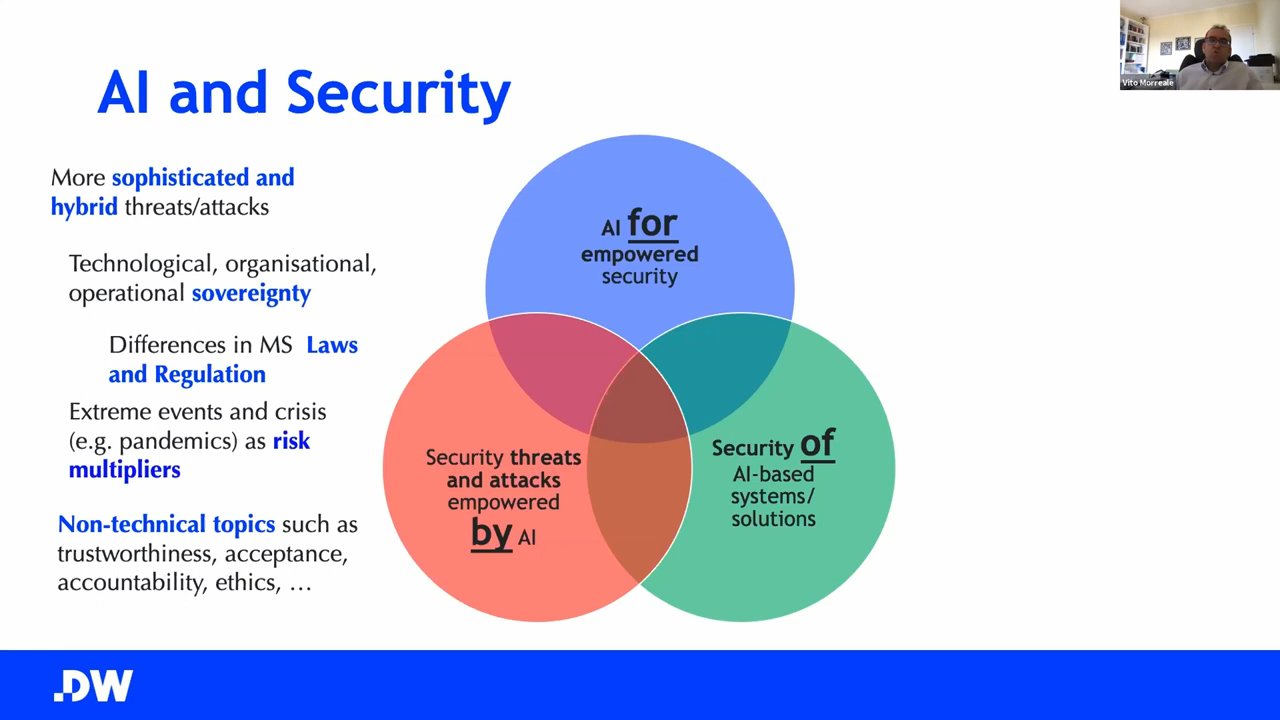 AI and Security
Vito Morreale
More sophisticated and
hybrid threats/attacks
Technological, organisational,
operational sovereignty
Differences in MS Laws
and Regulation
Extreme events and crisis
(e.g. pandemics) as risk
multipliers
Non-technical topics such as
trustworthiness, acceptance,
accountability, ethics, …
AI for
empowered
security
Security threats
and attacks
empowered
by AI
Security of
AI-based
systems/
solutions
.DW